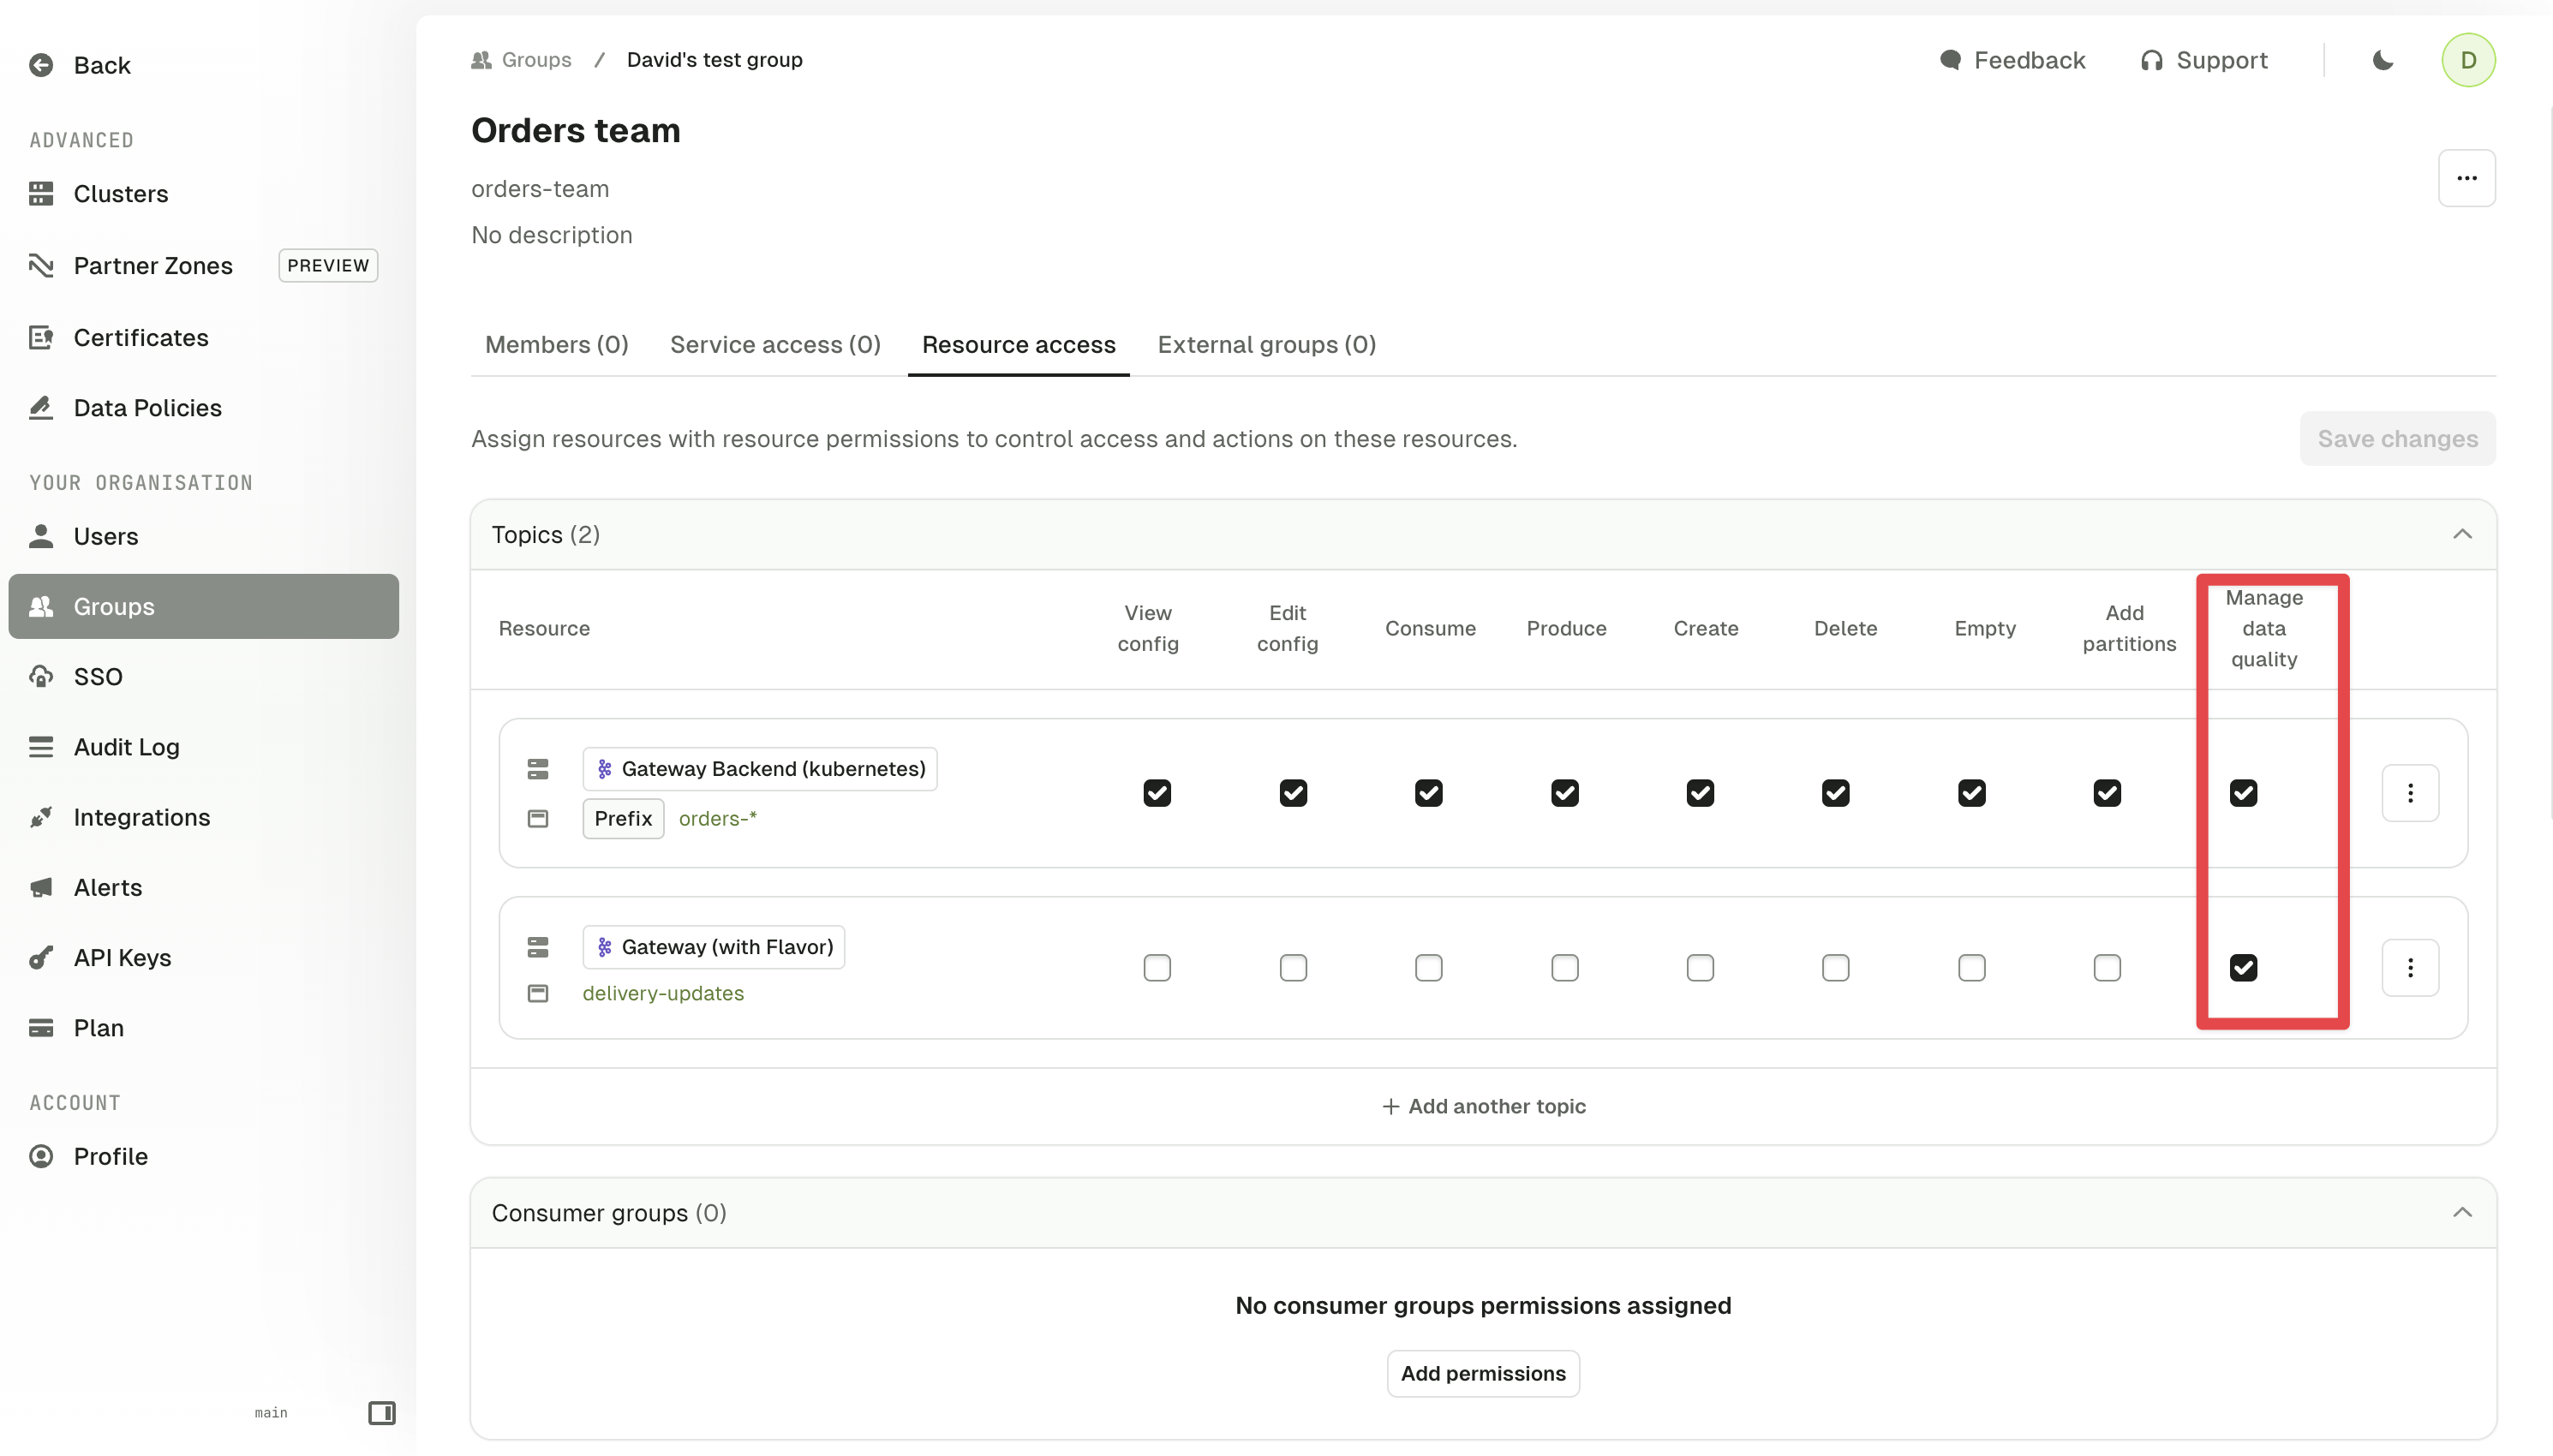 Back
ADVANCED
Clusters
Partner Zones PREVIEW
Certificates
Data Policies
YOUR ORGANISATION
Users
Groups
SSO
Audit Log
Integrations
Alerts
API Keys
Plan
ACCOUNT
Profile
main
Groups / David's test group
Feedback
Support
D
Orders team
orders-team
No description
Members (0)
Service access (0)
Resource access
External groups (0)
Assign resources with resource permissions to control access and actions on these resources.
Save changes
Topics (2)
Resource
View
config
Edit
config
Consume
Produce
Create
Delete
Empty
Add
partitions
Manage
data
quality
Gateway Backend (kubernetes)
Prefix orders-*
Gateway (with Flavor)
delivery-updates
+ Add another topic
Consumer groups (0)
No consumer groups permissions assigned
Add permissions